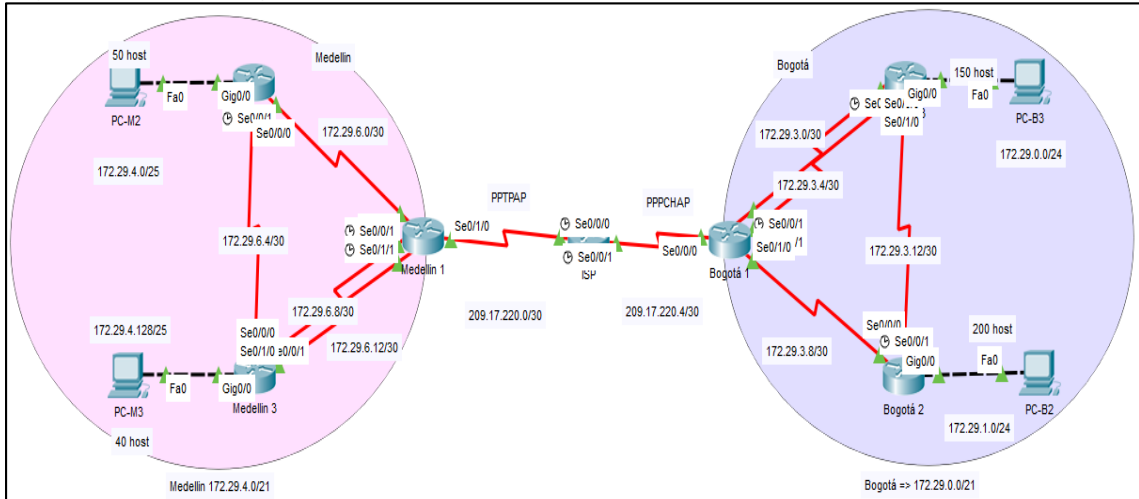 50 host
Medellin
Fa0
Gig0/0
PC-M2
Se0/0/1
Se0/0/0
172.29.6.0/30
172.29.4.0/25
172.29.6.4/30
Se0/0/1
Se0/1/1
Se0/1/0
Medellin 1
172.29.6.8/30
172.29.6.12/30
172.29.4.128/25
Se0/0/0
Se0/1/0
e0/0/1
Fa0
Gig0/0
PC-M3
Medellin 3
40 host
Medellin 172.29.4.0/21
PPTPAP
PPPCHAP
Se0/0/0
Se0/0/1
ISP
Se0/0/0
209.17.220.0/30
209.17.220.4/30
Bogotá
150 host
Gig0/0
Fa0
Se0/1/0
PC-B3
172.29.3.0/30
172.29.0.0/24
172.29.3.4/30
Se0/0/1
Se0/1/0
/1
Bogotá 1
172.29.3.12/30
172.29.3.8/30
Se0/0/0
Se0/0/1
Gig0/0
200 host
Fa0
Bogotá 2
PC-B2
172.29.1.0/24
Bogotá => 172.29.0.0/21